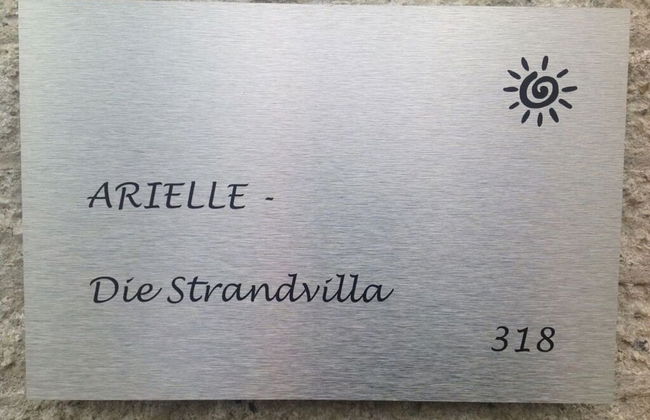 ARIELLE -
Die Strandvilla
318